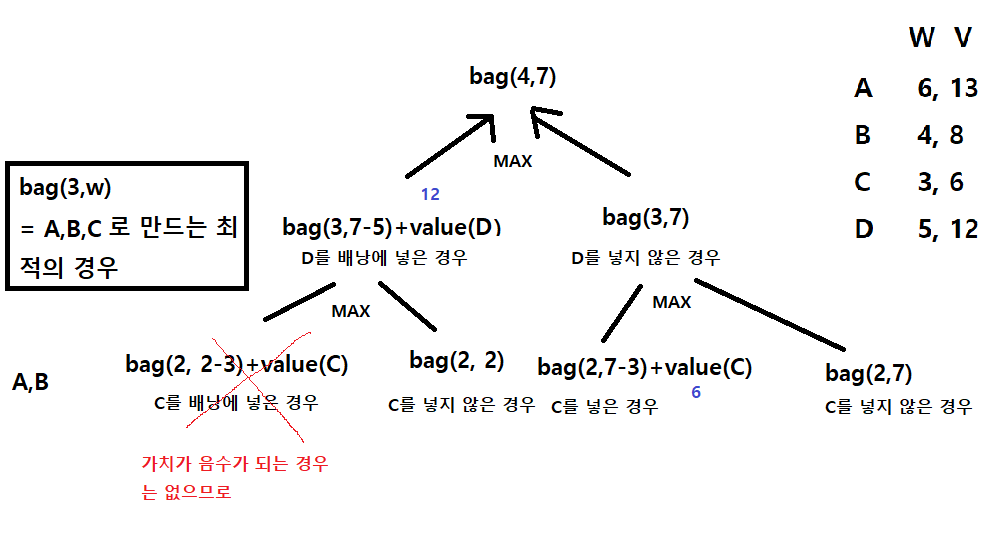 W V
bag(4,7)
A 6, 13
MAX
B 4, 8
bag(3,w)
= A,B,C 로 만드는 최
적의 경우
12
C 3, 6
bag(3,7-5)+value(D)
bag(3,7)
D 5, 12
D를 배낭에 넣은 경우
D를 넣지 않은 경우
MAX
MAX
A,B
bag(2, 2-3)+value(C)
bag(2, 2)
bag(2,7-3)+value(C)
bag(2,7)
C를 배낭에 넣은 경우
C를 넣지 않은 경우
C를 넣은 경우
6
C를 넣지 않은 경우
가치가 음수가 되는 경우
는 없으므로